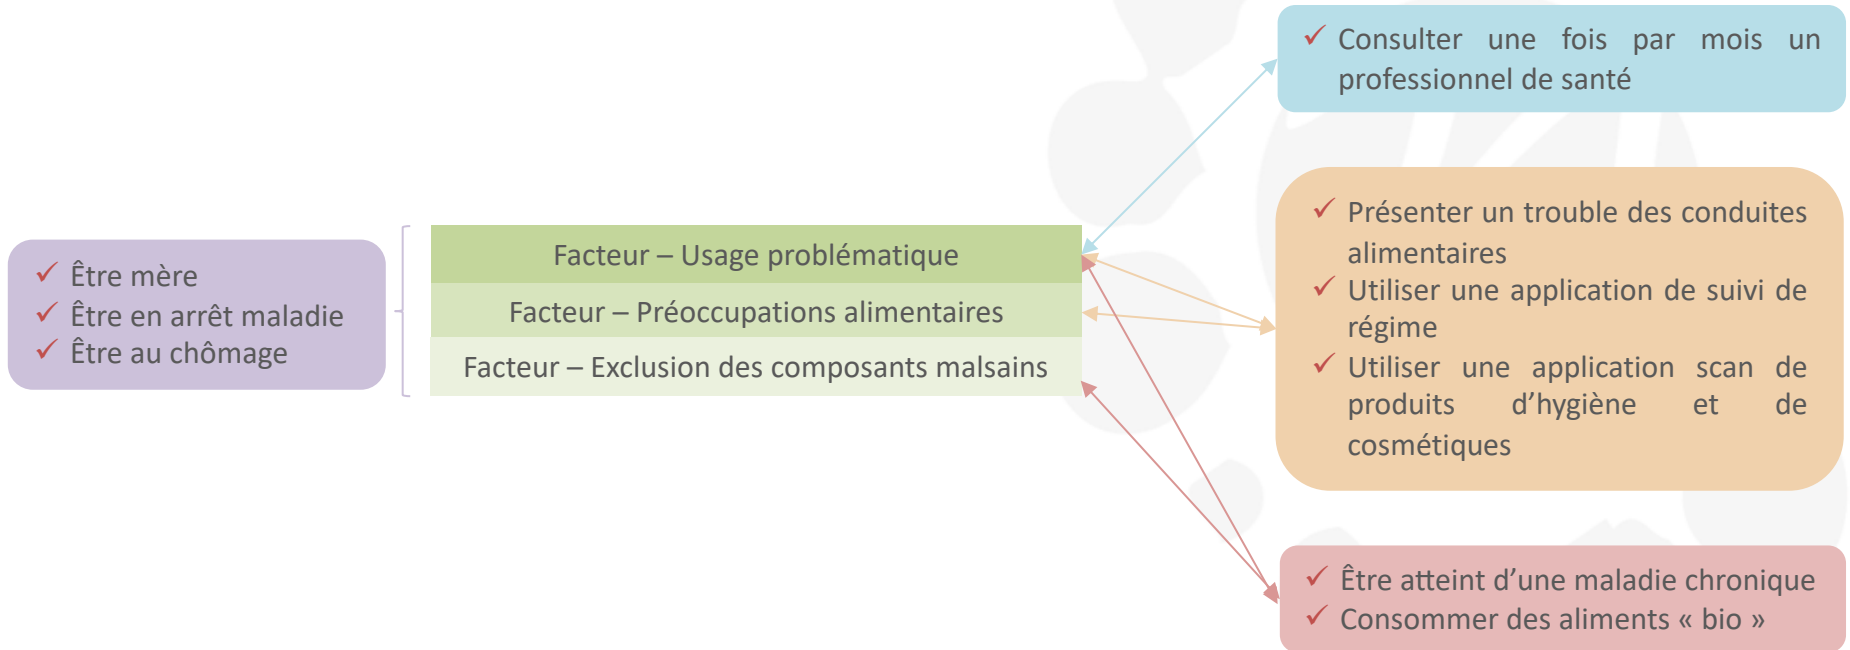 Être mère
Être en arrêt maladie
Être au chômage
Facteur – Usage problématique
Facteur – Préoccupations alimentaires
Facteur – Exclusion des composants malsains
Consulter une fois par mois un
professionnel de santé
Présenter un trouble des conduites
alimentaires
Utiliser une application de suivi de
régime
Utiliser une application scan de
produits d’hygiène et de
cosmétiques
Être atteint d’une maladie chronique
Consommer des aliments « bio »